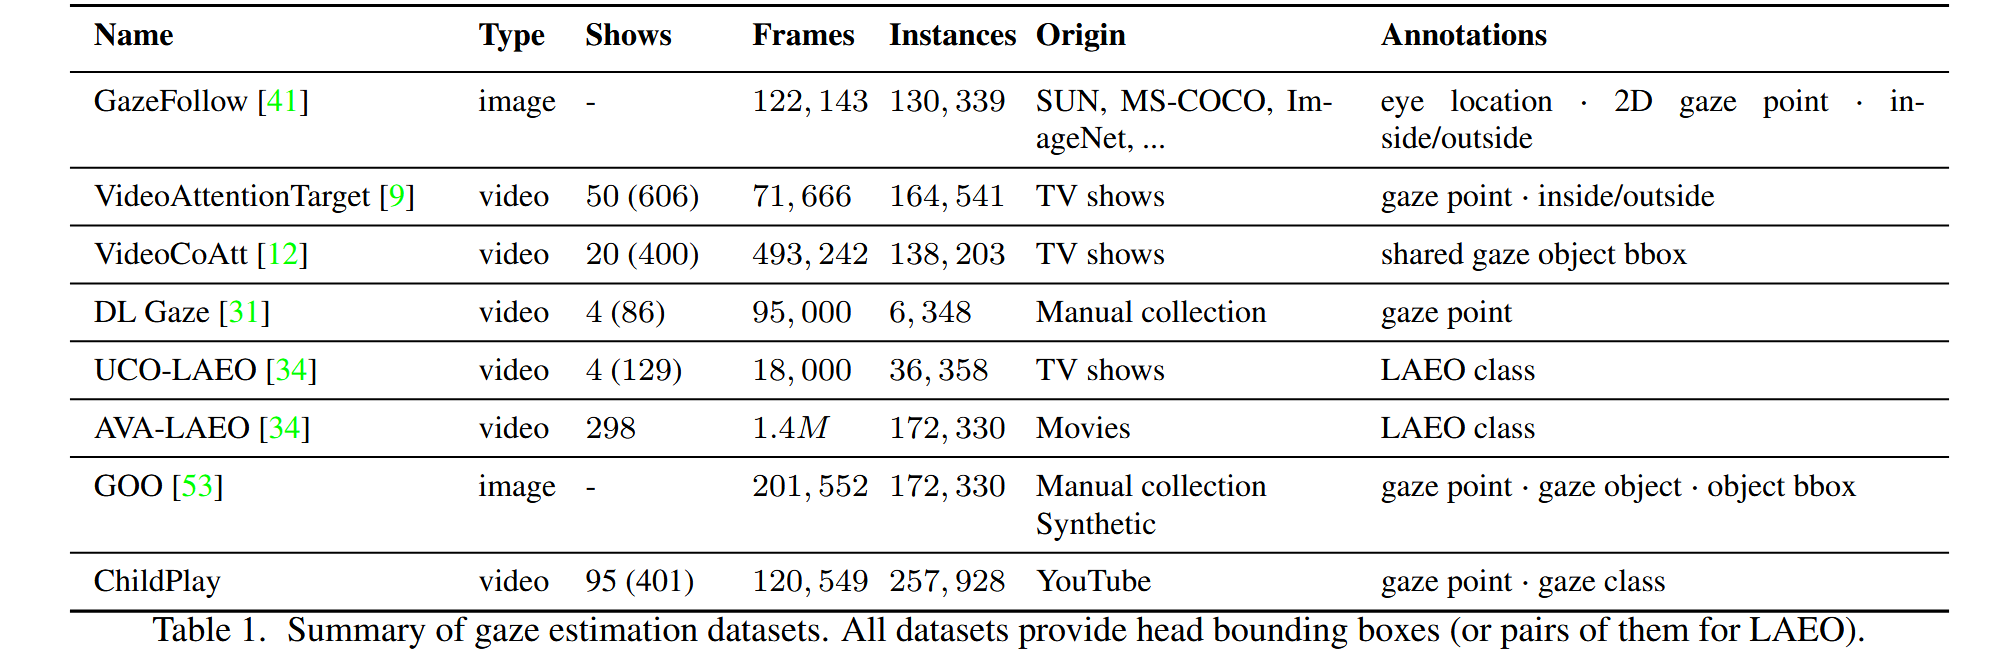 Name Type Shows Frames Instances Origin Annotations
GazeFollow [41] image - 122, 143 130, 339 SUN, MS-COCO, Im- eye location · 2D gaze point · in-
ageNet, ... side/outside
VideoAttentionTarget [9] video 50 (606) 71, 666 164, 541 TV shows gaze point · inside/outside
VideoCoAtt [12] video 20 (400) 493, 242 138, 203 TV shows shared gaze object bbox
DL Gaze [31] video 4 (86) 95, 000 6, 348 Manual collection gaze point
UCO-LAEO [34] video 4 (129) 18, 000 36, 358 TV shows LAEO class
AVA-LAEO [34] video 298 1.4M 172, 330 Movies LAEO class
GOO [53] image - 201, 552 172, 330 Manual collection gaze point · gaze object · object bbox
Synthetic
ChildPlay video 95 (401) 120, 549 257, 928 YouTube gaze point · gaze class
Table 1. Summary of gaze estimation datasets. All datasets provide head bounding boxes (or pairs of them for LAEO).